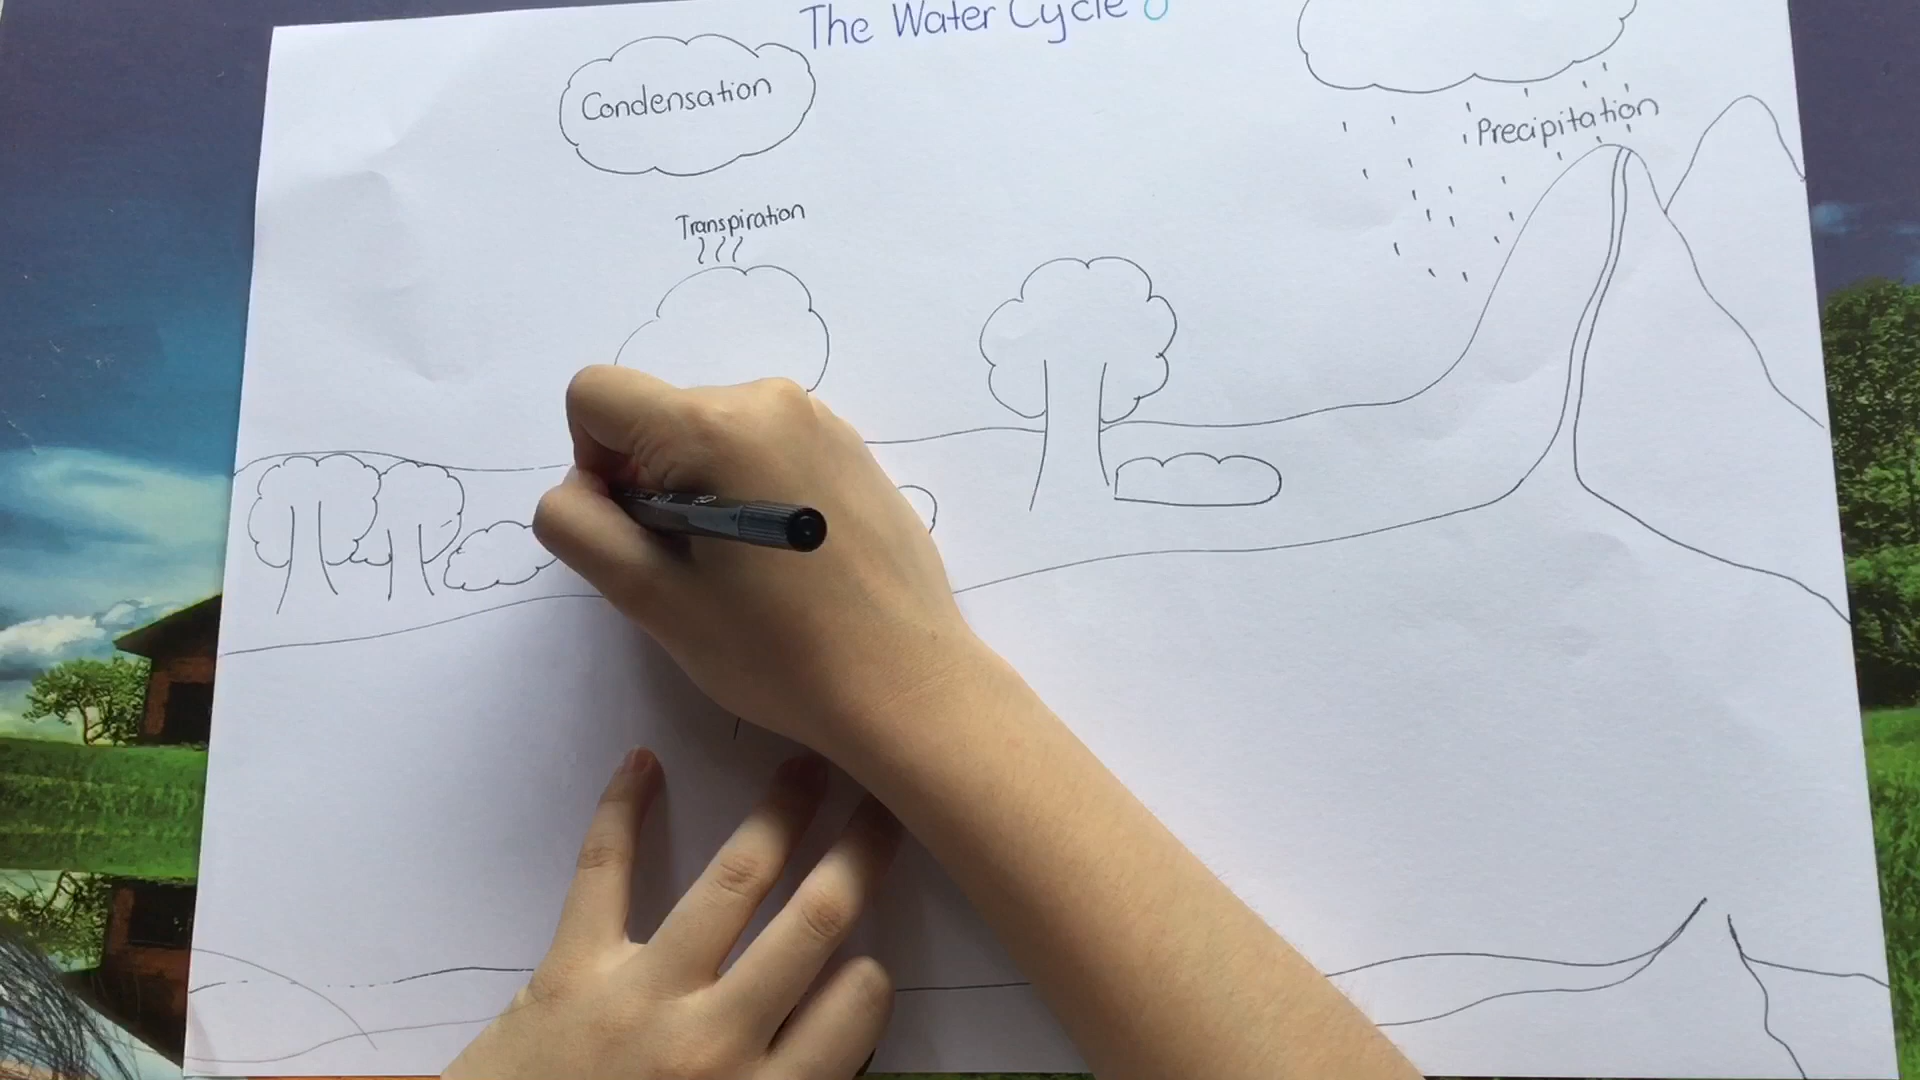 The Water Cycle
Condensation
Precipitation
Transpiration